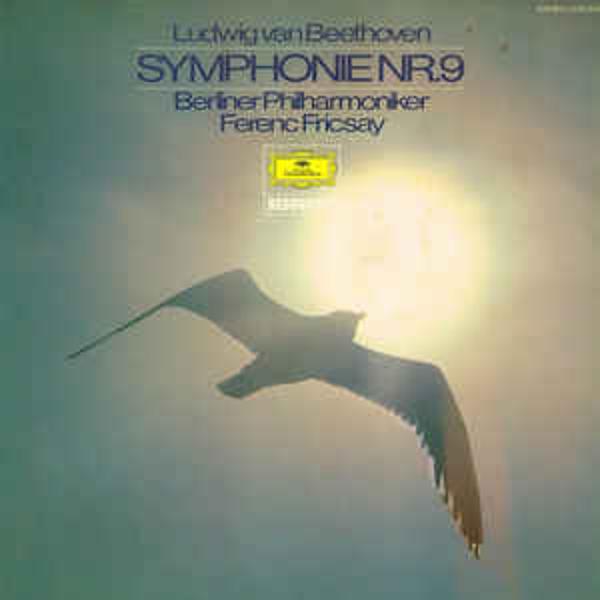 Ludwig van Beethoven
SYMPHONIE NR.9
Berliner Philharmoniker
Ferenc Fricsay